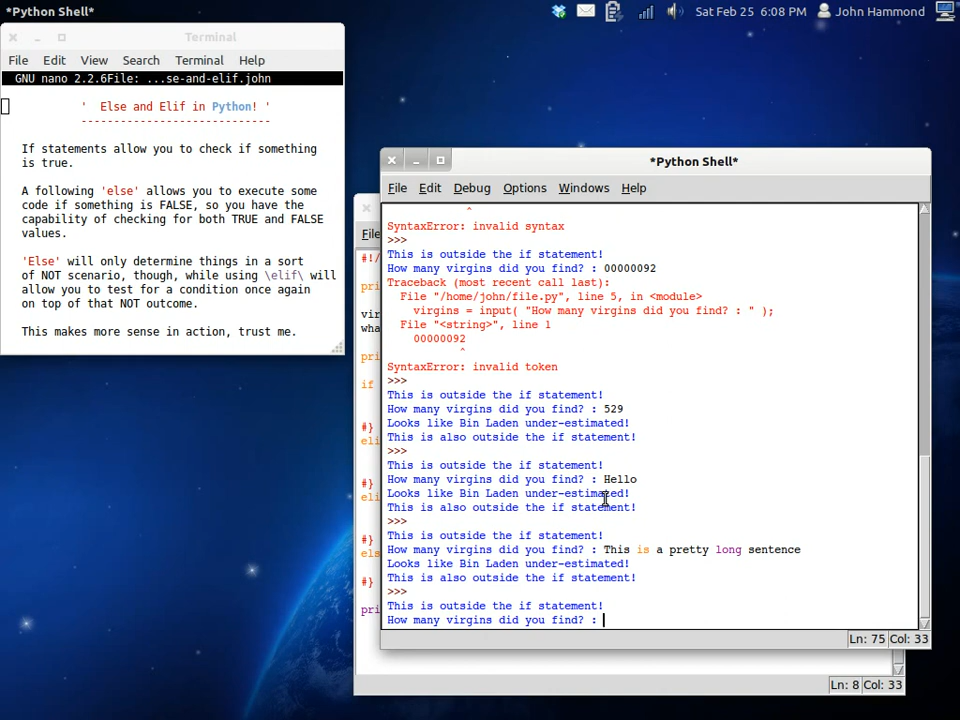 *Python Shell*
Sat Feb 25 6:08 PM
John Hammond
Terminal
File Edit View Search Terminal Help
GNU nano 2.2.6File: ...se-and-elif.john
' Else and Elif in Python! '
---------------------------
If statements allow you to check if something
is true.
A following 'else' allows you to execute some
code if something is FALSE, so you have the
capability of checking for both TRUE and FALSE
values.
'Else' will only determine things in a sort
of NOT scenario, though, while using \elif\ will
allow you to test for a condition once again
on top of that NOT outcome.
This makes more sense in action, trust me.
*Python Shell*
File Edit Debug Options Windows Help
^
SyntaxError: invalid syntax
>>>
This is outside the if statement!
How many virgins did you find? : 00000092
Traceback (most recent call last):
File "/home/john/file.py", line 5, in <module>
virgins = input( "How many virgins did you find? : " );
File "<string>", line 1
00000092
^
SyntaxError: invalid token
>>>
This is outside the if statement!
How many virgins did you find? : 529
Looks like Bin Laden under-estimated!
This is also outside the if statement!
>>>
This is outside the if statement!
How many virgins did you find? : Hello
Looks like Bin Laden under-estimated!
This is also outside the if statement!
>>>
This is outside the if statement!
How many virgins did you find? : This is a pretty long sentence
Looks like Bin Laden under-estimated!
This is also outside the if statement!
>>>
This is outside the if statement!
How many virgins did you find? :
Ln: 75 Col: 33
File
#!/
pri
vir
wha
pri
if
#}
eli
#}
eli
#}
els
#}
pri
Ln: 8 Col: 33